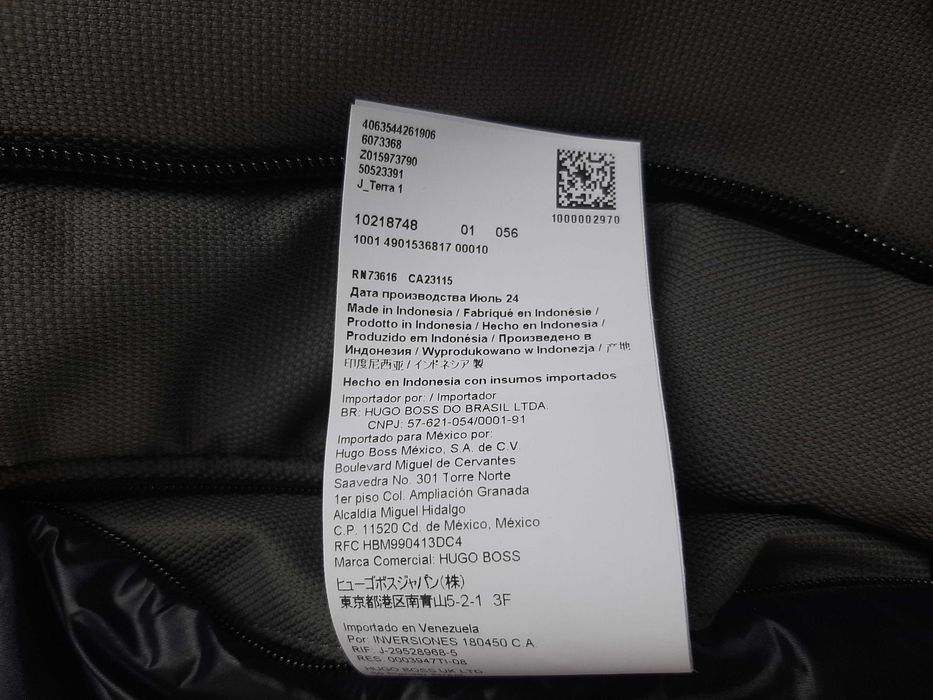 4063544261906
6073368
Z015973790
50523391
J_Terra 1
1000002970
10218748 01 056
1001 4901536817 00010
RN73616 CA23115
Дата производства Июль 24
Made in Indonesia / Fabriqué en Indonésie /
Prodotto in Indonesia / Hecho en Indonesia /
Produzido em Indonésia / Произведено в
Индонезия / Wyprodukowano w Indonezja / 产地
印度尼西亚 / インドネシア 製
Hecho en Indonesia con insumos importados
Importador por: / Importador
BR: HUGO BOSS DO BRASIL LTDA.
CNPJ: 57-621-054/0001-91
Importado para México por:
Hugo Boss México, S.A. de C.V.
Boulevard Miguel de Cervantes
Saavedra No. 301 Torre Norte
1er piso Col. Ampliación Granada
Alcaldía Miguel Hidalgo
C.P. 11520 Cd. de México, México
RFC HBM990413DC4
Marca Comercial: HUGO BOSS
ヒューゴボスジャパン(株)
東京都港区南青山5-2-1 3F
Importado en Venezuela
Por: INVERSIONES 180450 C.A.
RIF: J-29528968-5
RES. 0003947TI-08
HUGO BOSS UK LTD